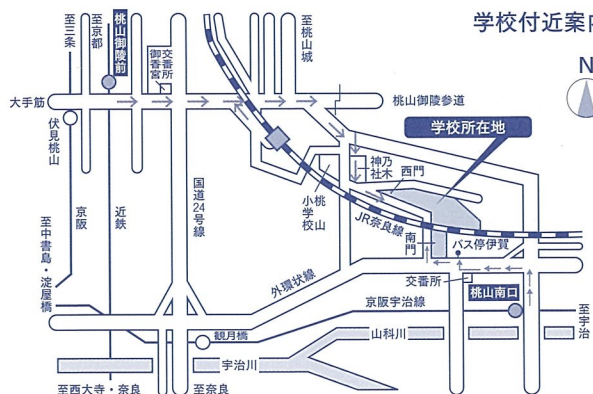 学校付近案内
N
至三条
至京都
桃山御陵前
交番所
御香宮
至桃山城
大手筋
桃山御陵参道
伏見桃山
学校所在地
乃木
神社
西門
桃山
小学校
国道24号線
京阪
近鉄
JR奈良線
南門
バス停伊賀
至中書島・淀屋橋
外環状線
交番所
桃山南口
京阪宇治線
山科川
至宇治
観月橋
宇治川
至西大寺・奈良
至奈良